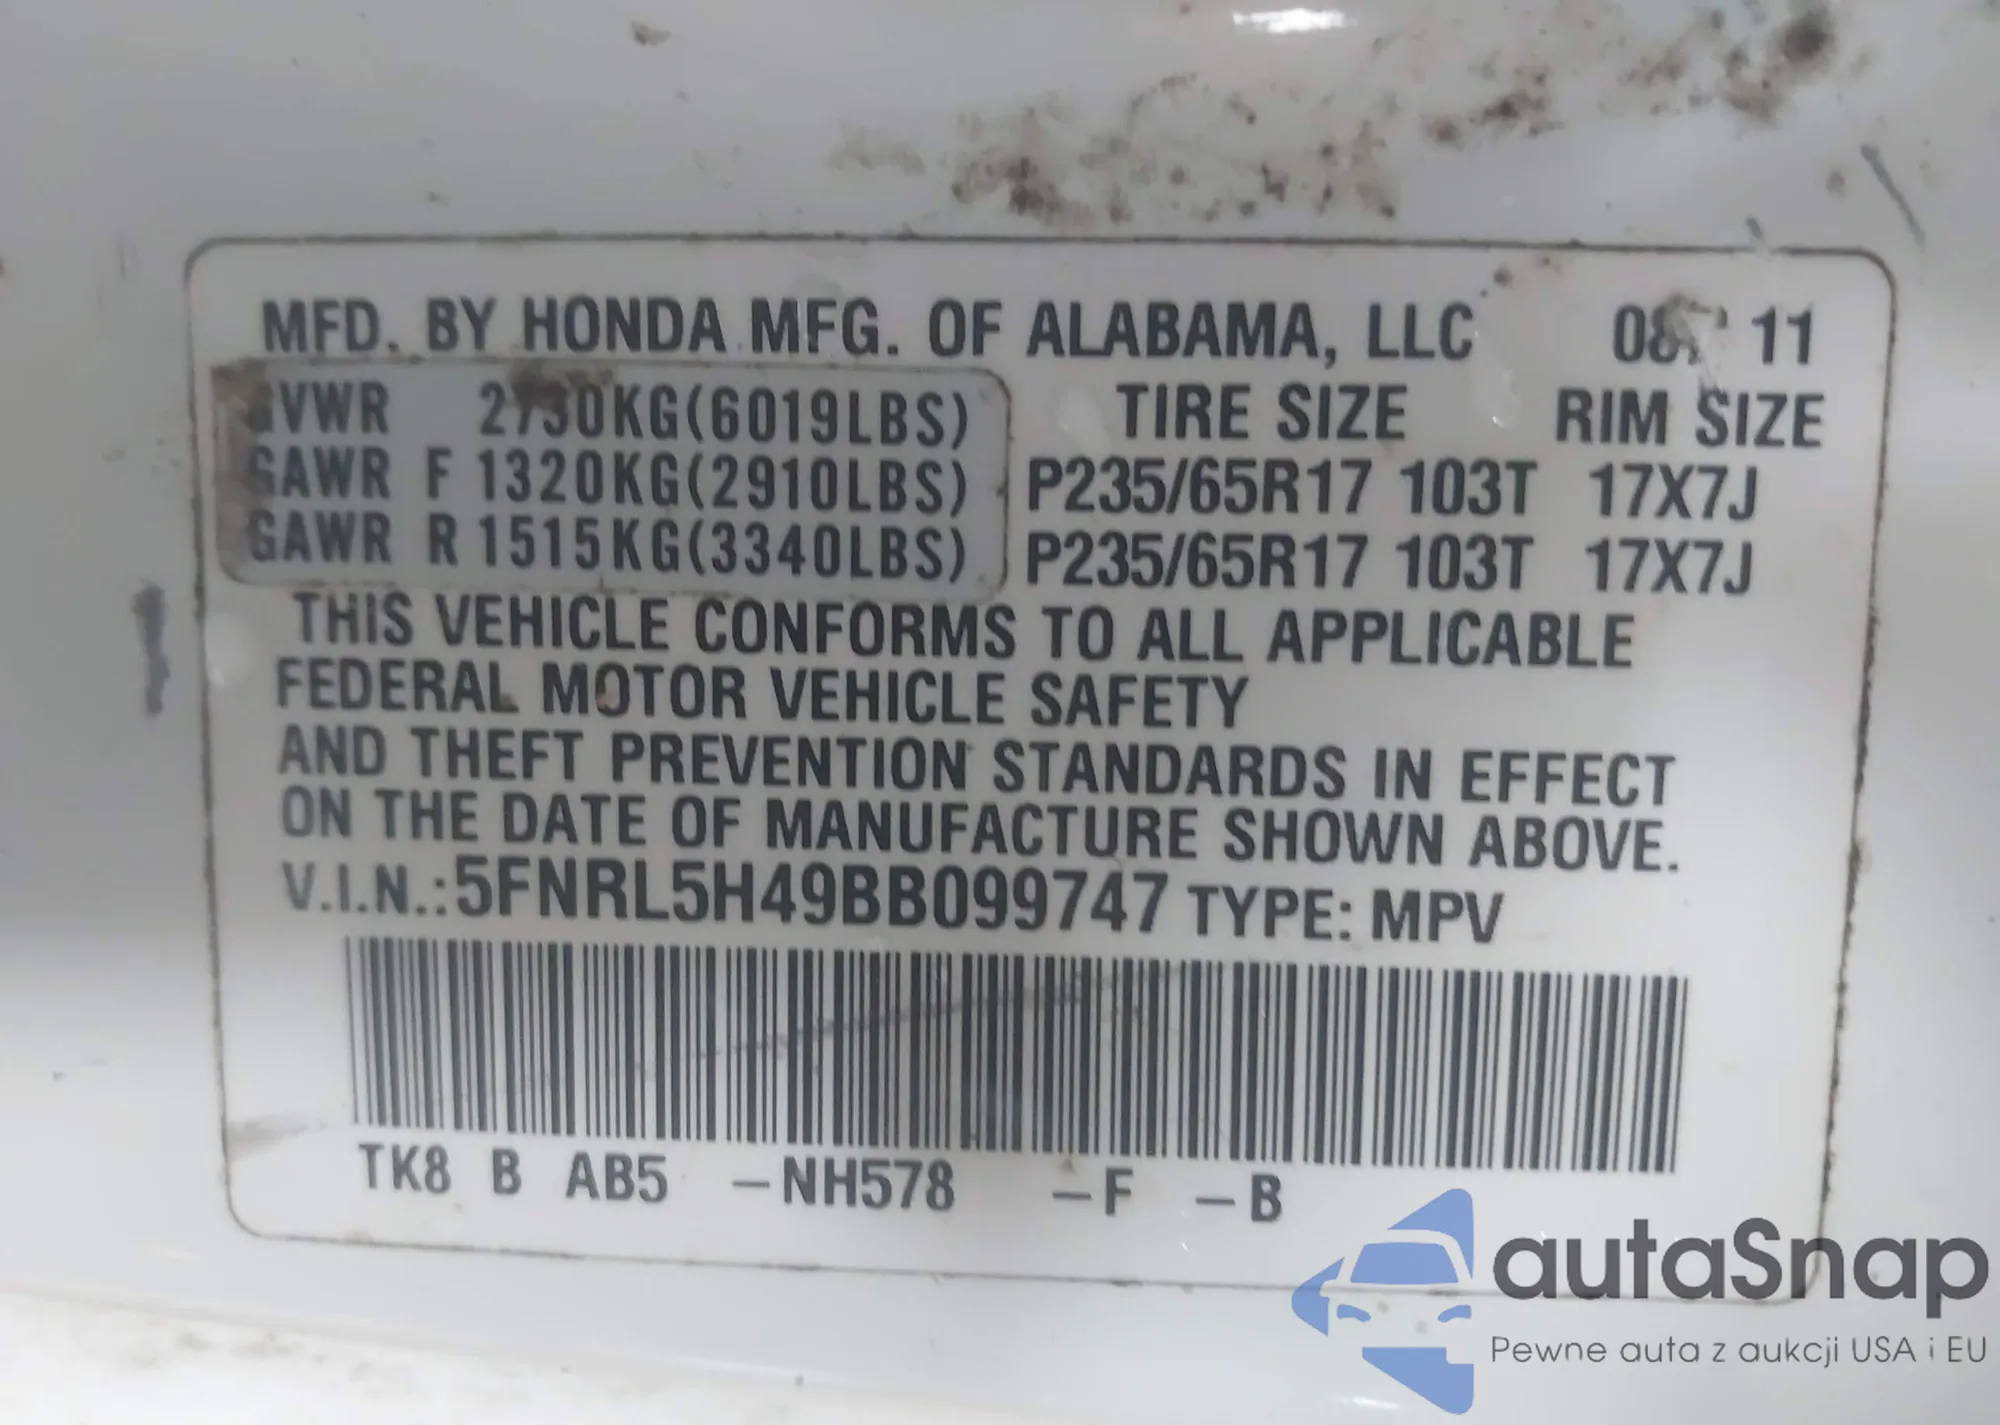 MFD. BY HONDA MFG. OF ALABAMA, LLC 08/ 11
GVWR 2730KG(6019LBS) TIRE SIZE RIM SIZE
GAWR F 1320KG(2910LBS) P235/65R17 103T 17X7J
GAWR R 1515KG(3340LBS) P235/65R17 103T 17X7J
THIS VEHICLE CONFORMS TO ALL APPLICABLE
FEDERAL MOTOR VEHICLE SAFETY
AND THEFT PREVENTION STANDARDS IN EFFECT
ON THE DATE OF MANUFACTURE SHOWN ABOVE.
V.I.N.:5FNRL5H49BB099747 TYPE: MPV
TK8 B AB5 –NH578 –F –B
autaSnap
Pewne auta z aukcji USA i EU